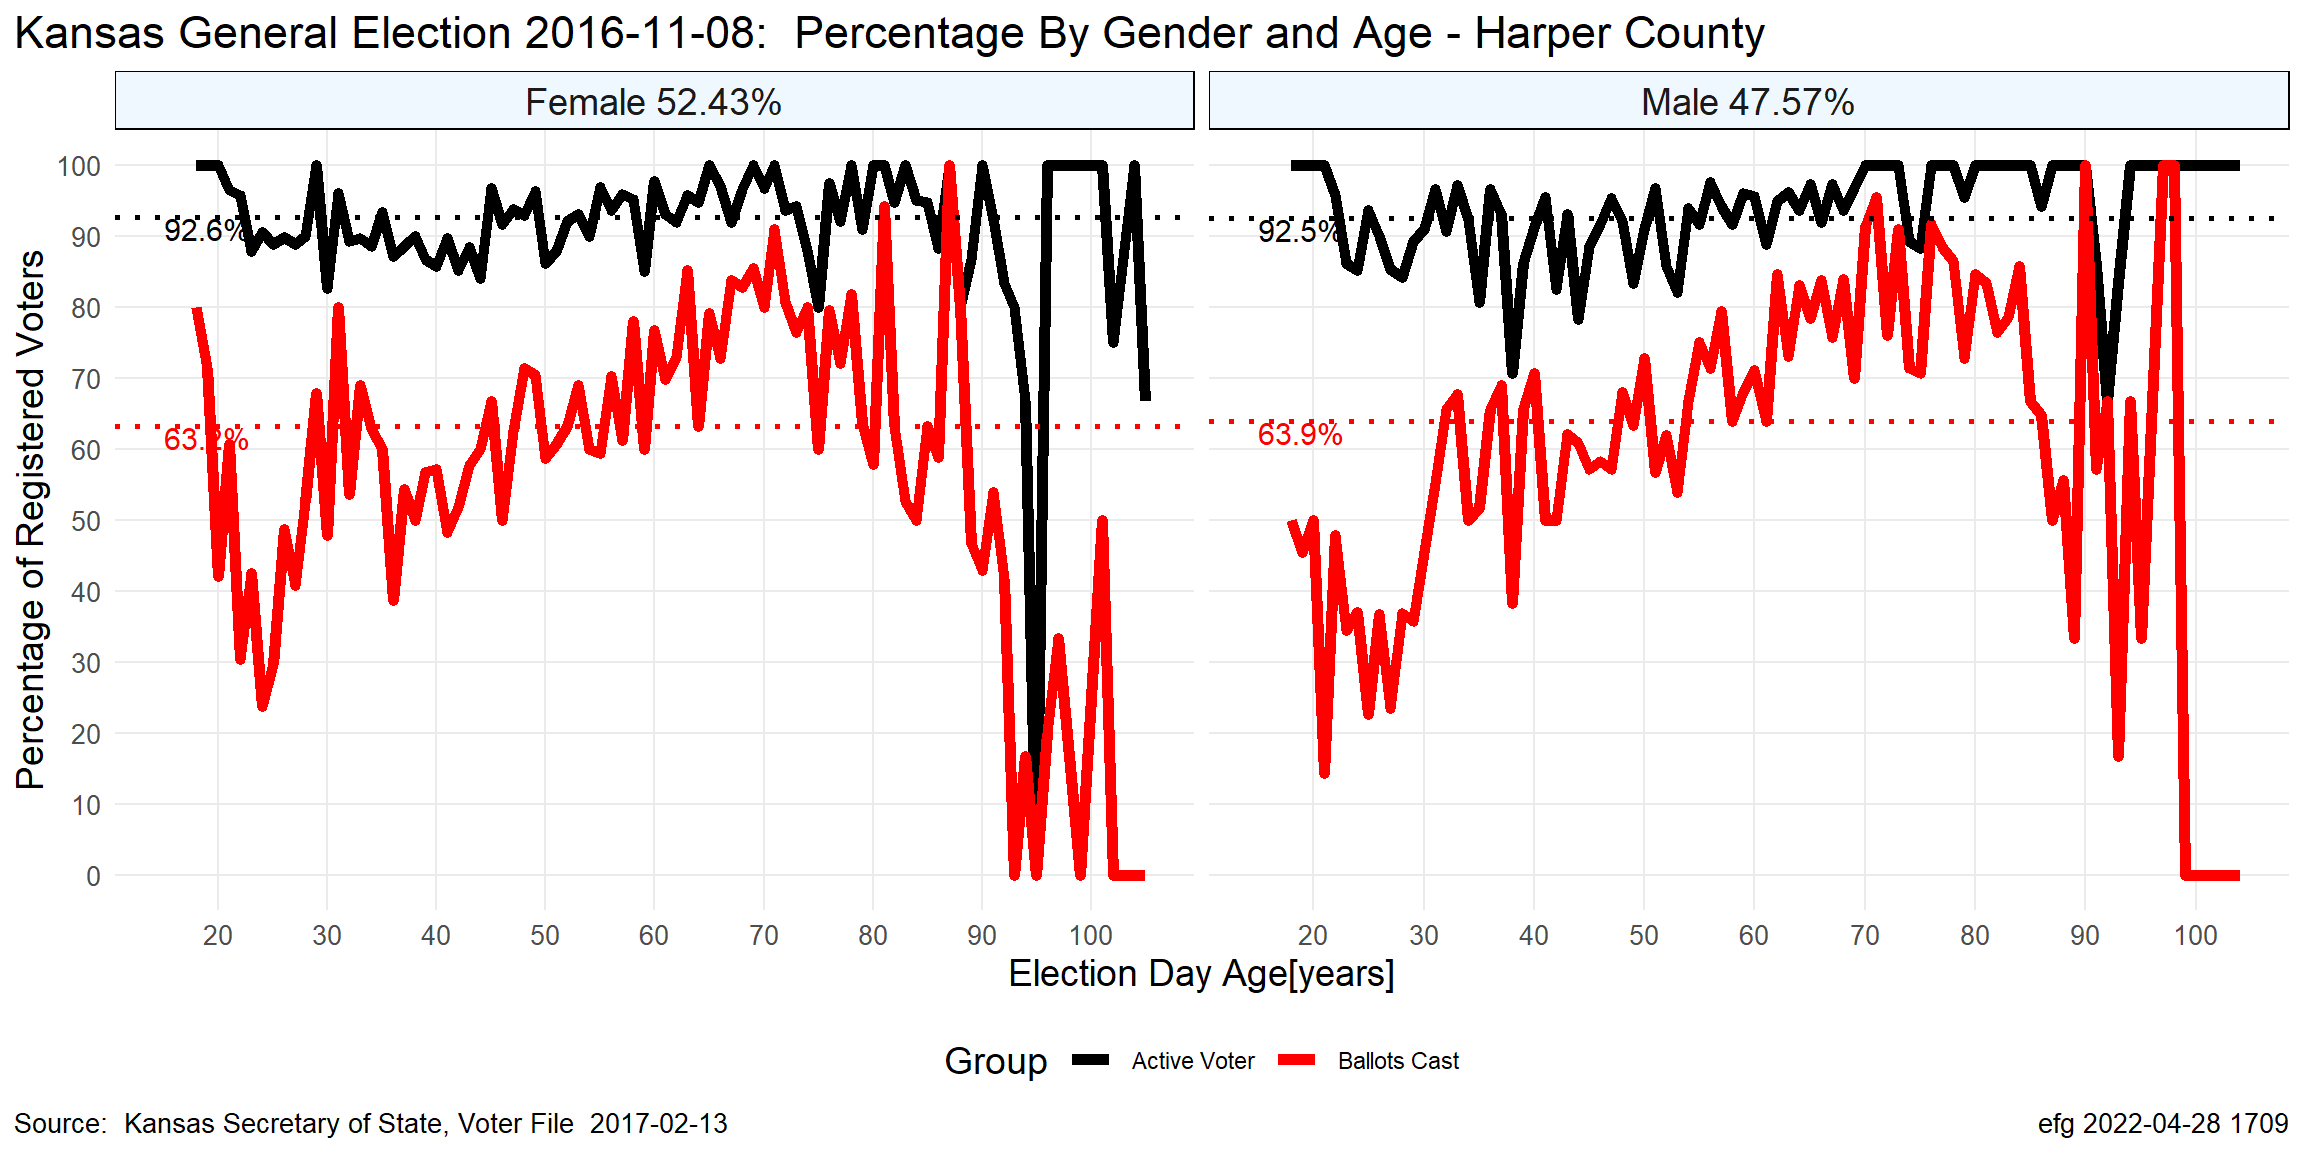 Kansas General Election 2016-11-08:  Percentage By Gender and Age - Harper County
Female 52.43%
Male 47.57%
Percentage of Registered Voters
100
90
80
70
60
50
40
30
20
10
0
92.6%
63.2%
92.5%
63.9%
20 30 40 50 60 70 80 90 100
20 30 40 50 60 70 80 90 100
Election Day Age[years]
Group Active Voter Ballots Cast
Source:  Kansas Secretary of State, Voter File  2017-02-13
efg 2022-04-28 1709